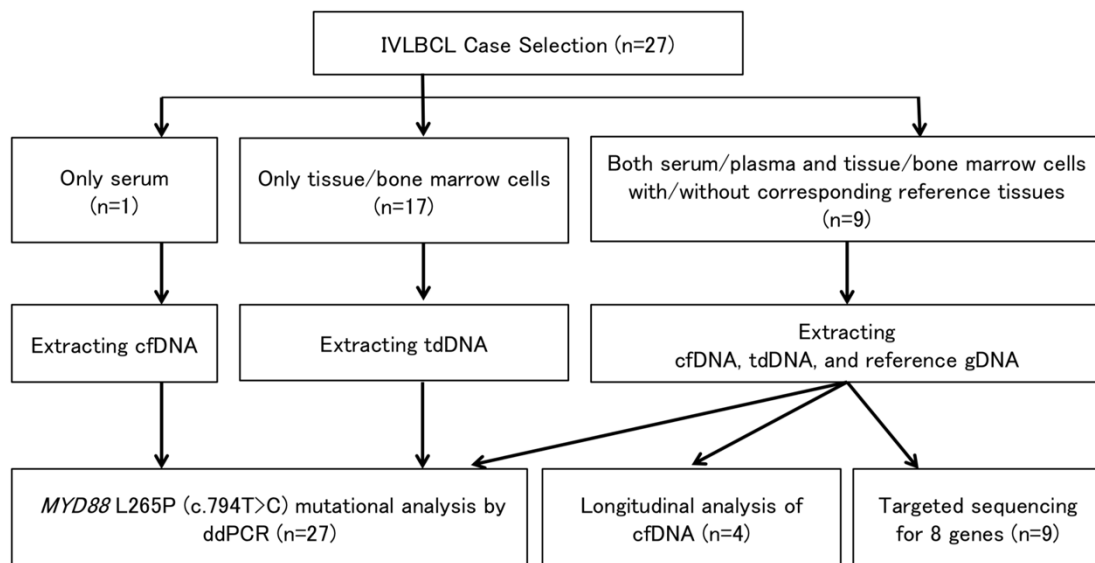 IVLBCL Case Selection (n=27)
Only serum
(n=1)
Only tissue/bone marrow cells
(n=17)
Both serum/plasma and tissue/bone marrow cells
with/without corresponding reference tissues
(n=9)
Extracting cfDNA
Extracting tdDNA
Extracting
cfDNA, tdDNA, and reference gDNA
MYD88 L265P (c.794T>C) mutational analysis by
ddPCR (n=27)
Longitudinal analysis of
cfDNA (n=4)
Targeted sequencing
for 8 genes (n=9)